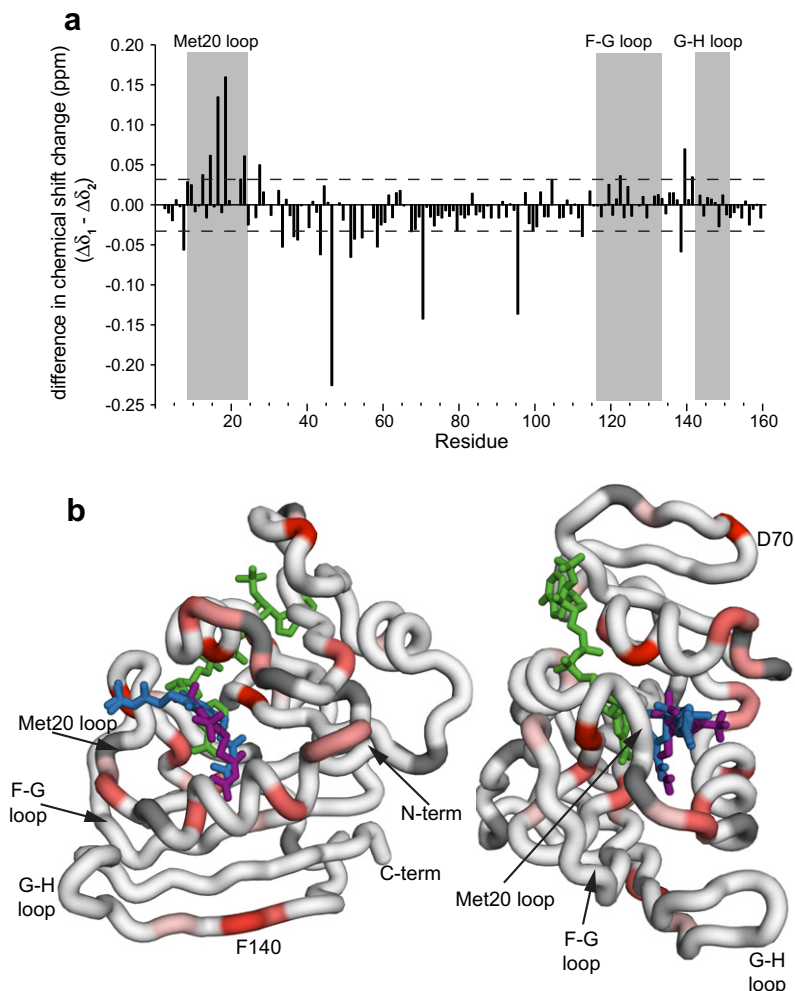 a
Met20 loop
F-G loop
G-H loop
difference in chemical shift change (ppm)
(Δδ1 - Δδ2)
0.20
0.15
0.10
0.05
0.00
-0.05
-0.10
-0.15
-0.20
-0.25
20
40
60
80
100
120
140
160
Residue
b
Met20 loop
F-G
loop
G-H
loop
F140
N-term
C-term
D70
Met20 loop
F-G
loop
G-H
loop